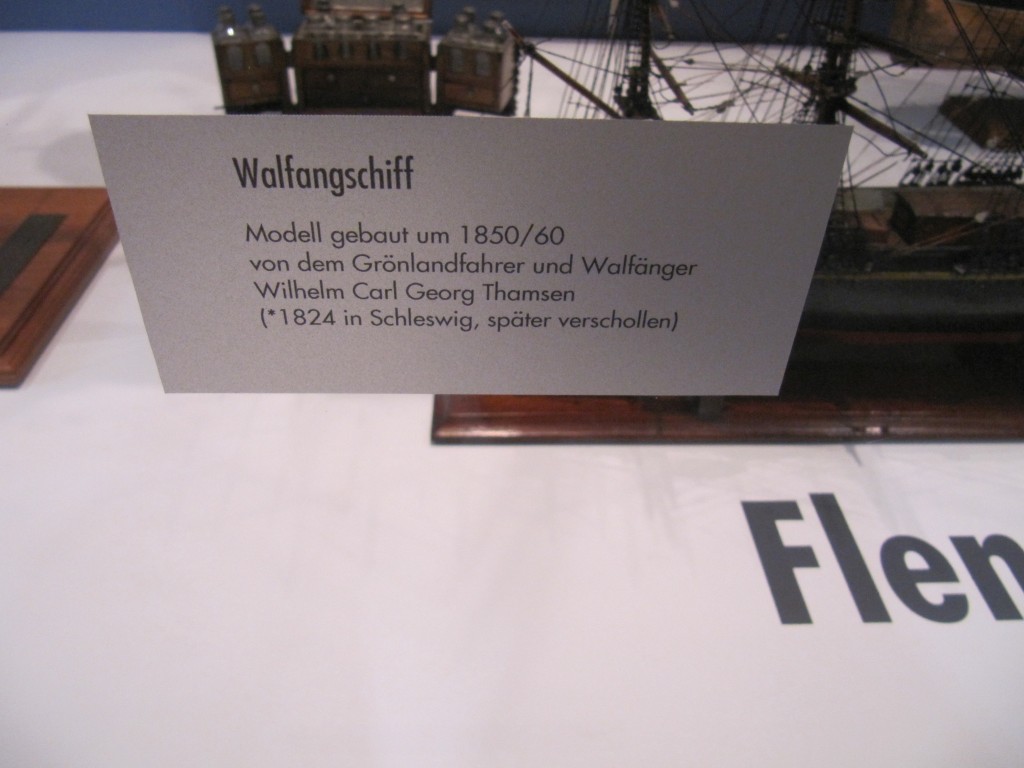 Walfangschiff
Modell gebaut um 1850/60
von dem Grönlandfahrer und Walfänger
Wilhelm Carl Georg Thamsen
(*1824 in Schleswig, später verschollen)
Flen